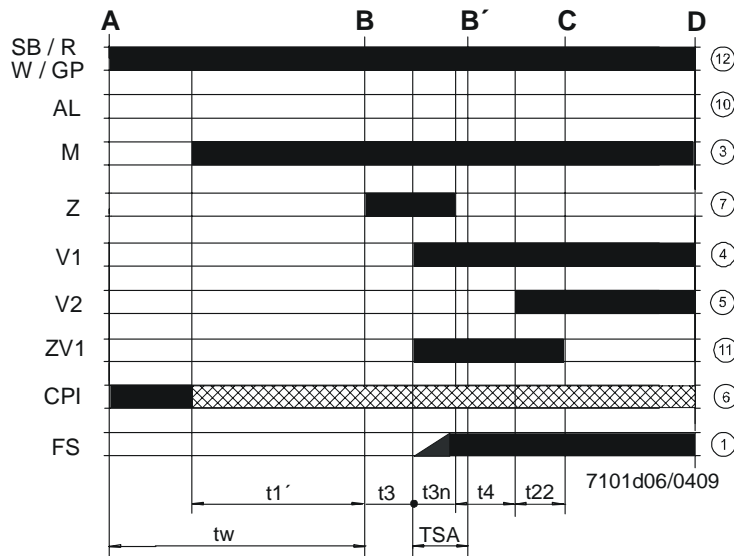 A B B´ C D
SB / R
W / GP 12
AL 10
M 3
Z 7
V1 4
V2 5
ZV1 11
CPI 6
FS 1
7101d06/0409
t1´ t3 t3n t4 t22
tw TSA